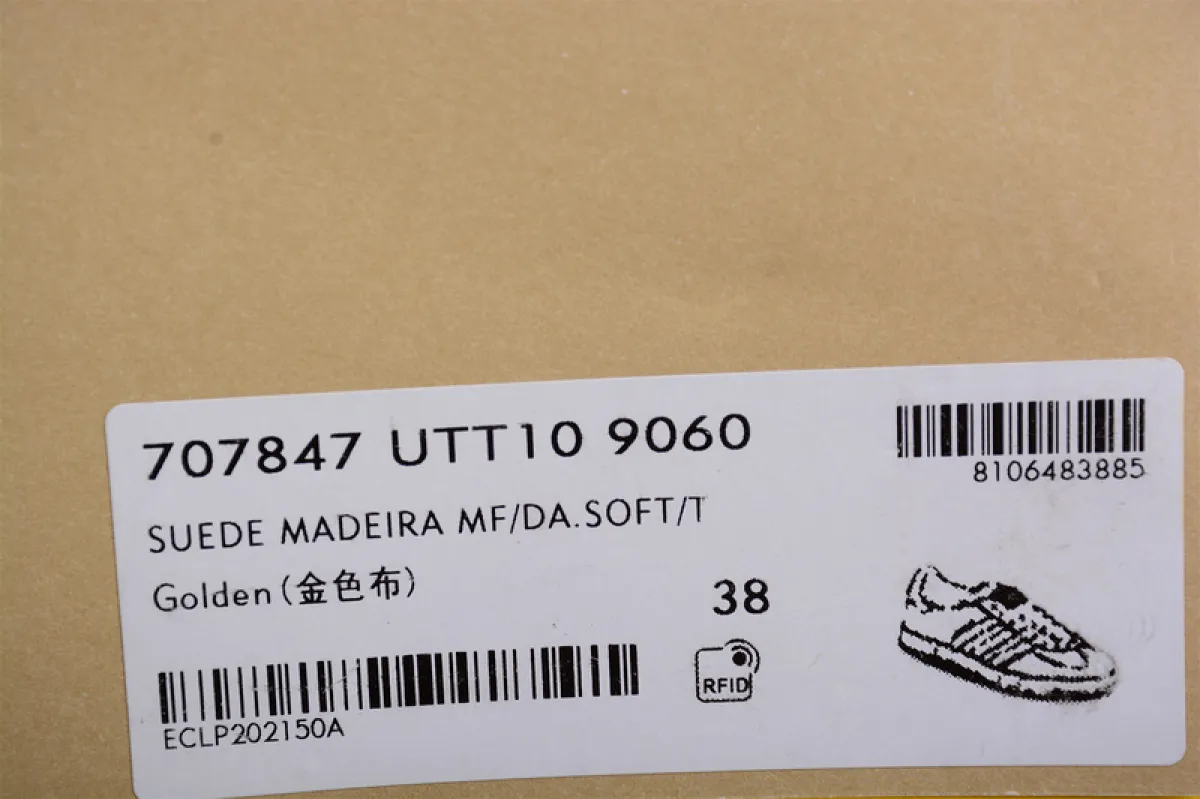 707847 UTT10 9060
8106483885
SUEDE MADEIRA MF/DA.SOFT/T
Golden(金色布)
38
RFID
ECLP202150A